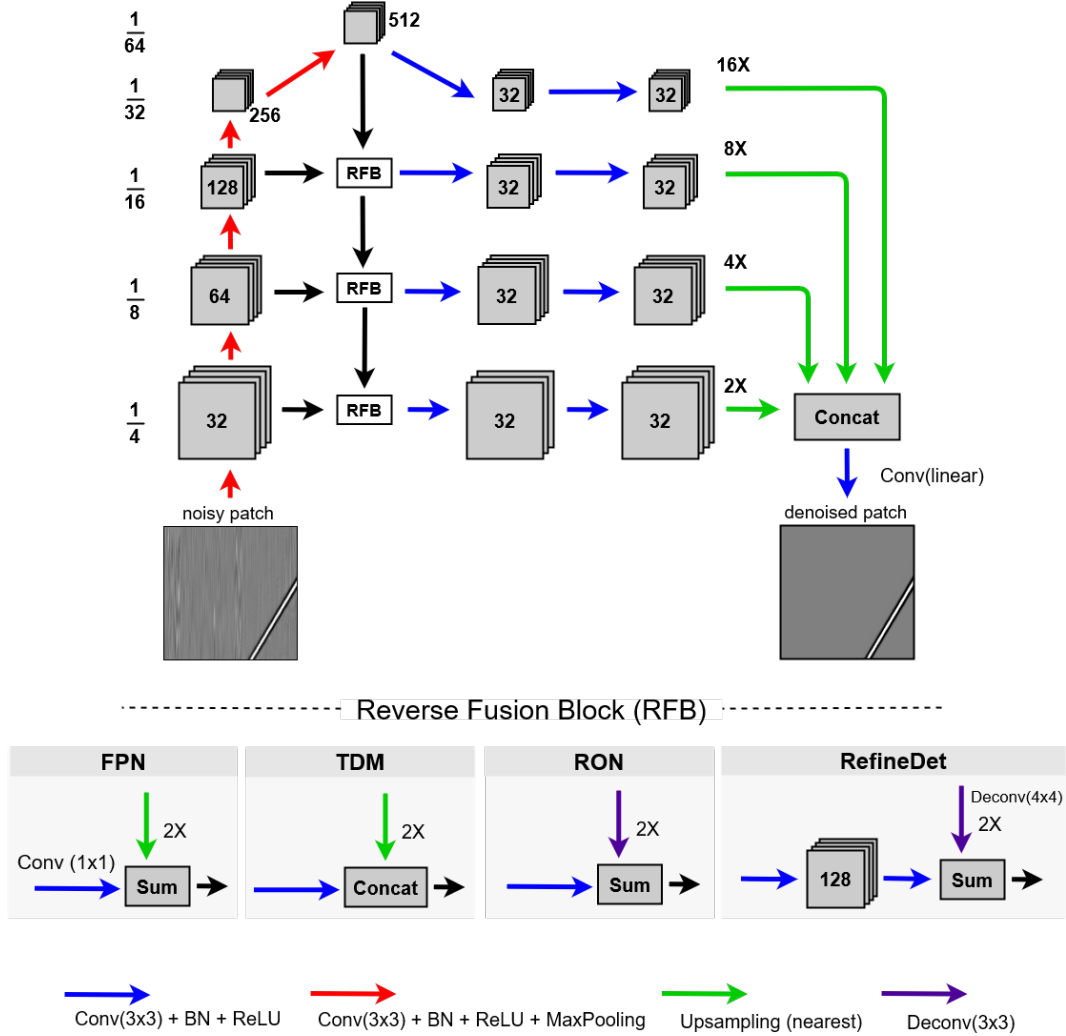 1
64
512
1
32
256
32
32
16X
1
16
128
RFB
32
32
8X
1
8
64
RFB
32
32
4X
1
4
32
RFB
32
32
2X
Concat
Conv(linear)
noisy patch
denoised patch
Reverse Fusion Block (RFB)
FPN
TDM
RON
RefineDet
Conv (1x1)
2X
Sum
2X
Concat
2X
Sum
Deconv(4x4)
2X
128
Sum
Conv(3x3) + BN + ReLU
Conv(3x3) + BN + ReLU + MaxPooling
Upsampling (nearest)
Deconv(3x3)